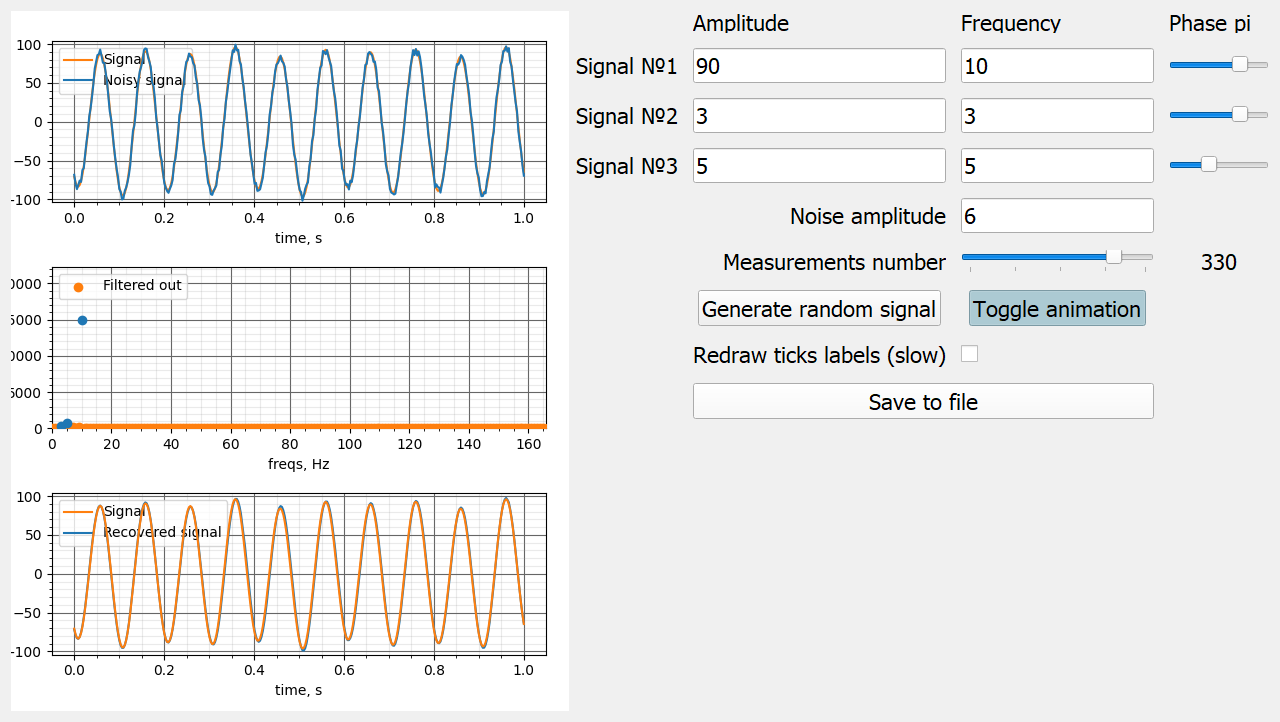 Amplitude Frequency Phase pi
Signal №1 90 10
Signal №2 3 3
Signal №3 5 5
Noise amplitude 6
Measurements number 330
Generate random signal Toggle animation
Redraw ticks labels (slow)
Save to file
100
50
0
−50
-100
Signal
Noisy signal
0.0 0.2 0.4 0.6 0.8 1.0
time, s
0000
5000
0000
5000
0
Filtered out
0 20 40 60 80 100 120 140 160
freqs, Hz
100
50
0
−50
-100
Signal
Recovered signal
0.0 0.2 0.4 0.6 0.8 1.0
time, s